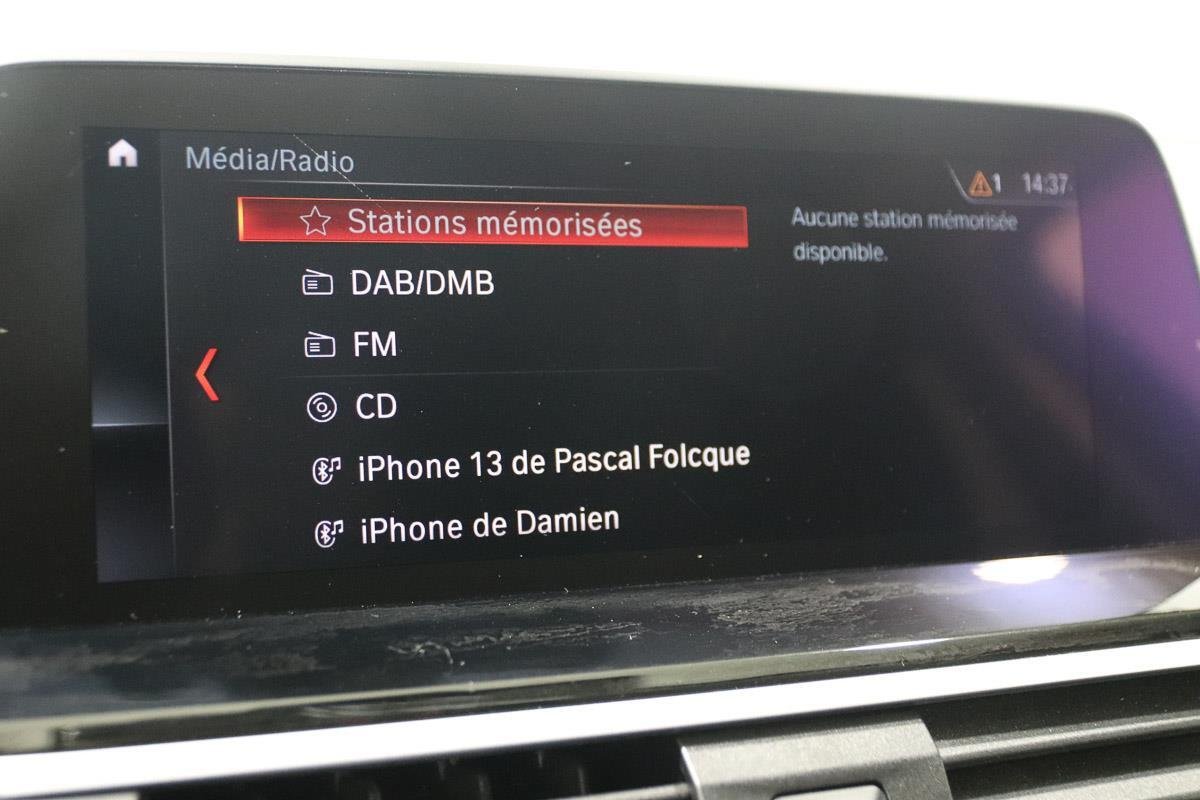 Média/Radio
1 14:37
Stations mémorisées
Aucune station mémorisée
disponible.
DAB/DMB
FM
CD
iPhone 13 de Pascal Folcque
iPhone de Damien